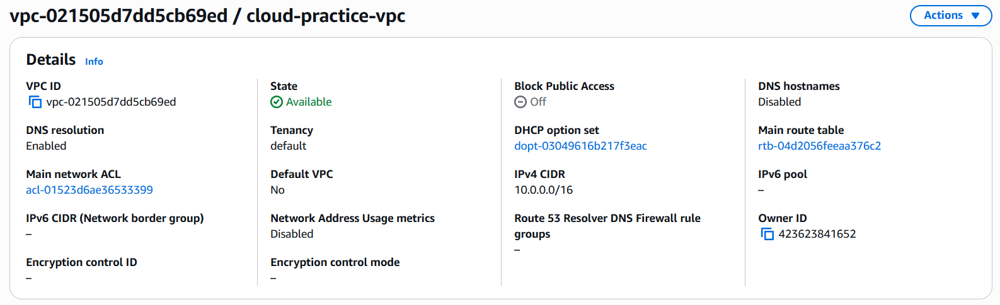 vpc-021505d7dd5cb69ed / cloud-practice-vpc
Actions
Details Info
VPC ID
vpc-021505d7dd5cb69ed
State
Available
Block Public Access
Off
DNS hostnames
Disabled
DNS resolution
Enabled
Tenancy
default
DHCP option set
dopt-03049616b217f3eac
Main route table
rtb-04d2056feeaa376c2
Main network ACL
acl-01523d6ae36533399
Default VPC
No
IPv4 CIDR
10.0.0.0/16
IPv6 pool
–
IPv6 CIDR (Network border group)
–
Network Address Usage metrics
Disabled
Route 53 Resolver DNS Firewall rule
groups
–
Owner ID
423623841652
Encryption control ID
–
Encryption control mode
–